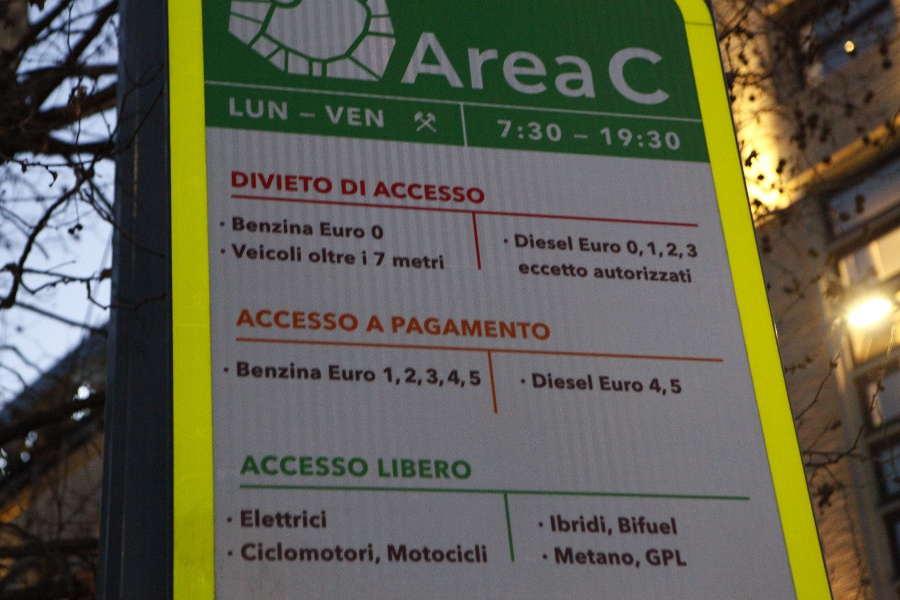 Area C
LUN – VEN 7:30 – 19:30
DIVIETO DI ACCESSO
· Benzina Euro 0
· Veicoli oltre i 7 metri
· Diesel Euro 0,1,2,3
eccetto autorizzati
ACCESSO A PAGAMENTO
· Benzina Euro 1,2,3,4,5
· Diesel Euro 4,5
ACCESSO LIBERO
· Elettrici
· Ciclomotori, Motocicli
· Ibridi, Bifuel
· Metano, GPL